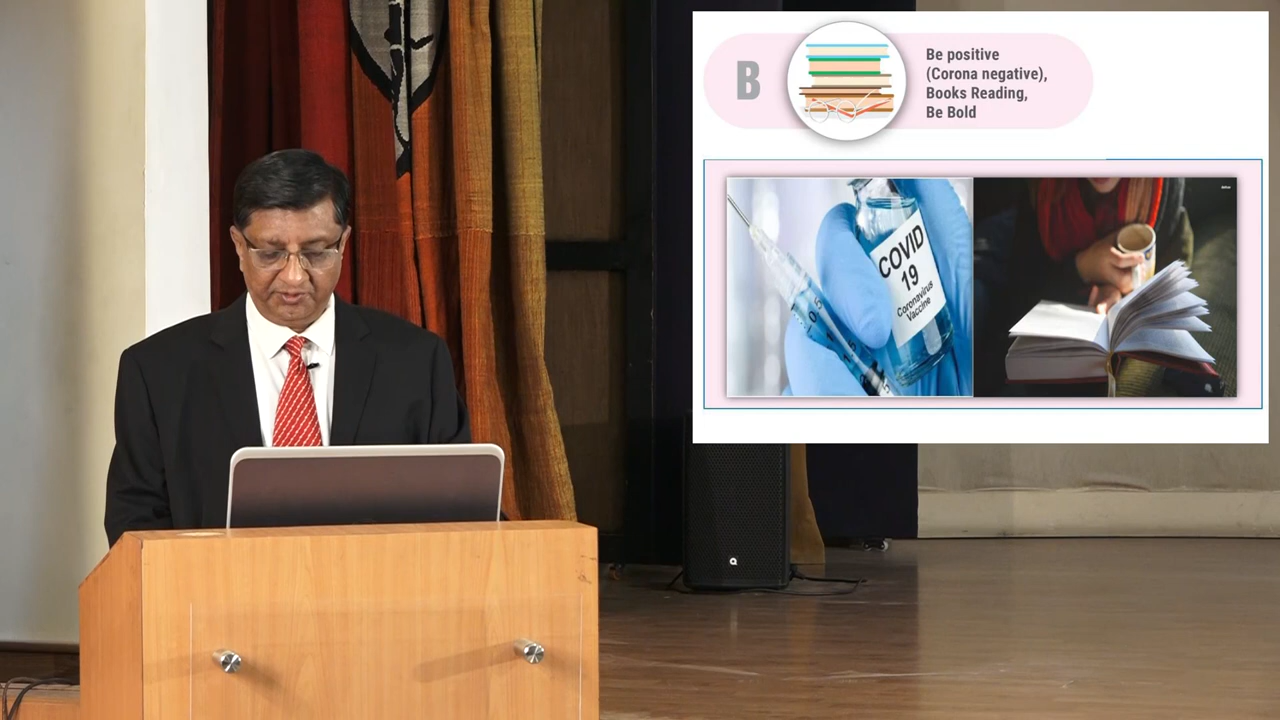 B
Be positive
(Corona negative),
Books Reading,
Be Bold
COVID
19
Coronavirus
Vaccine